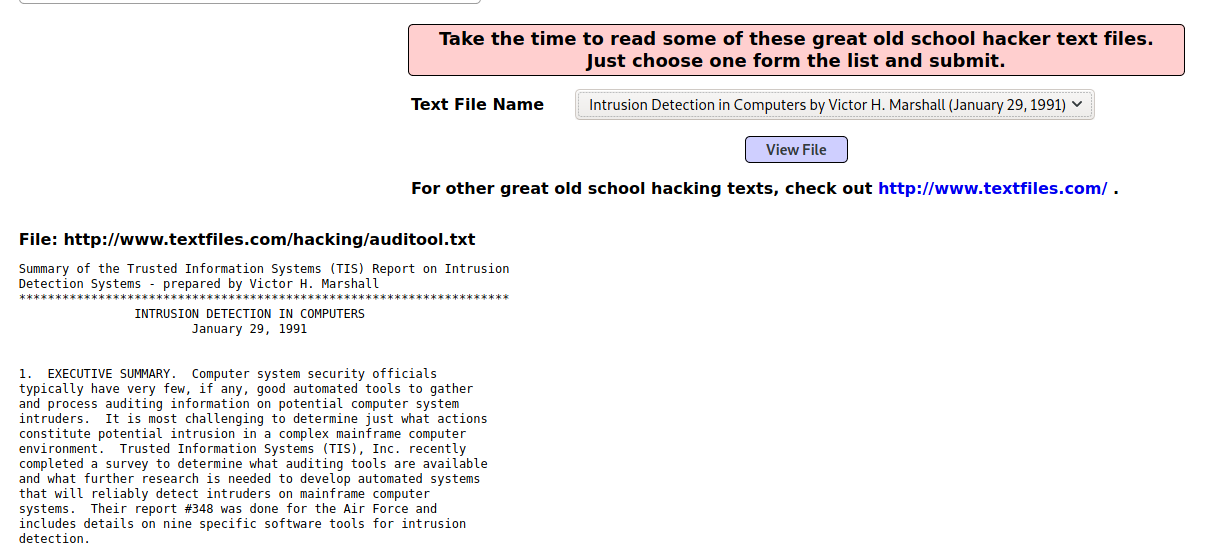 Take the time to read some of these great old school hacker text files.
Just choose one form the list and submit.
Text File Name Intrusion Detection in Computers by Victor H. Marshall (January 29, 1991)
View File
For other great old school hacking texts, check out http://www.textfiles.com/ .
File: http://www.textfiles.com/hacking/auditool.txt
Summary of the Trusted Information Systems (TIS) Report on Intrusion
Detection Systems - prepared by Victor H. Marshall
********************************************************************
INTRUSION DETECTION IN COMPUTERS
January 29, 1991
1. EXECUTIVE SUMMARY. Computer system security officials
typically have very few, if any, good automated tools to gather
and process auditing information on potential computer system
intruders. It is most challenging to determine just what actions
constitute potential intrusion in a complex mainframe computer
environment. Trusted Information Systems (TIS), Inc. recently
completed a survey to determine what auditing tools are available
and what further research is needed to develop automated systems
that will reliably detect intruders on mainframe computer
systems. Their report #348 was done for the Air Force and
includes details on nine specific software tools for intrusion
detection.